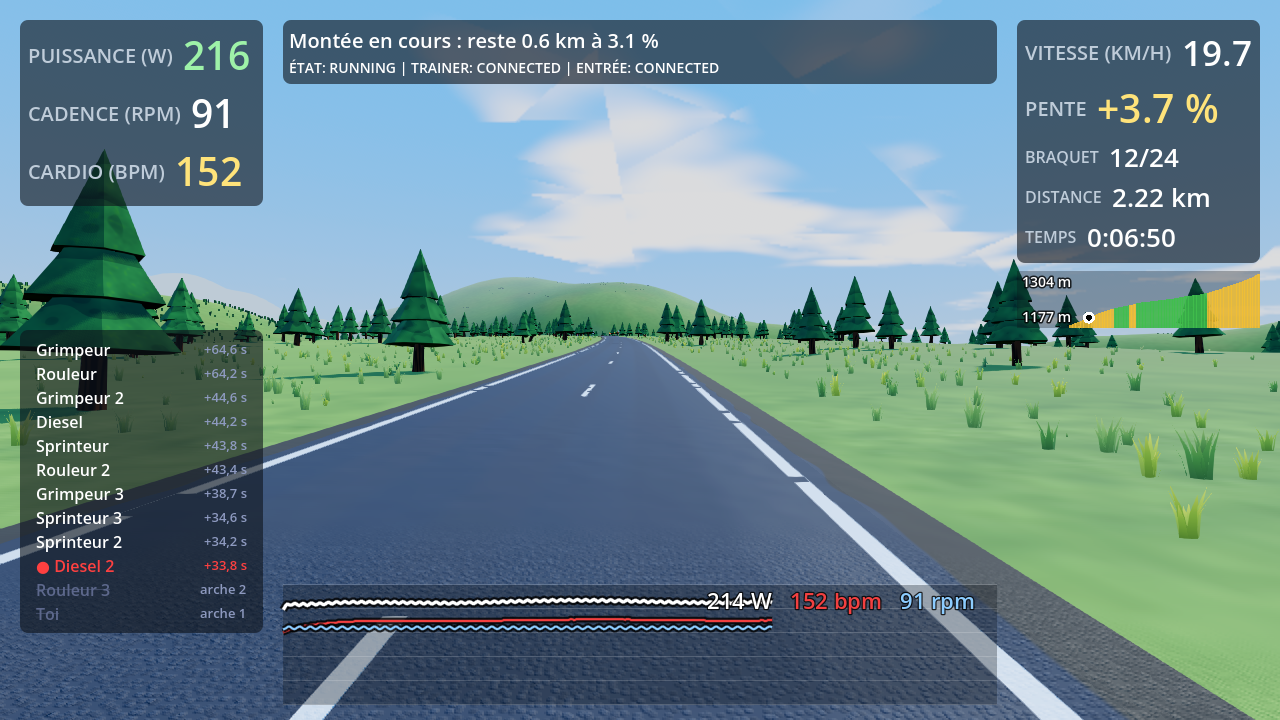 PUISSANCE (W) 216
CADENCE (RPM) 91
CARDIO (BPM) 152
Montée en cours : reste 0.6 km à 3.1 %
ÉTAT: RUNNING | TRAINER: CONNECTED | ENTRÉE: CONNECTED
VITESSE (KM/H) 19.7
PENTE +3.7 %
BRAQUET 12/24
DISTANCE 2.22 km
TEMPS 0:06:50
1304 m
1177 m
Grimpeur +64,6 s
Rouleur +64,2 s
Grimpeur 2 +44,6 s
Diesel +44,2 s
Sprinteur +43,8 s
Rouleur 2 +43,4 s
Grimpeur 3 +38,7 s
Sprinteur 3 +34,6 s
Sprinteur 2 +34,2 s
Diesel 2 +33,8 s
Rouleur 3 arche 2
Toi arche 1
214 W 152 bpm 91 rpm